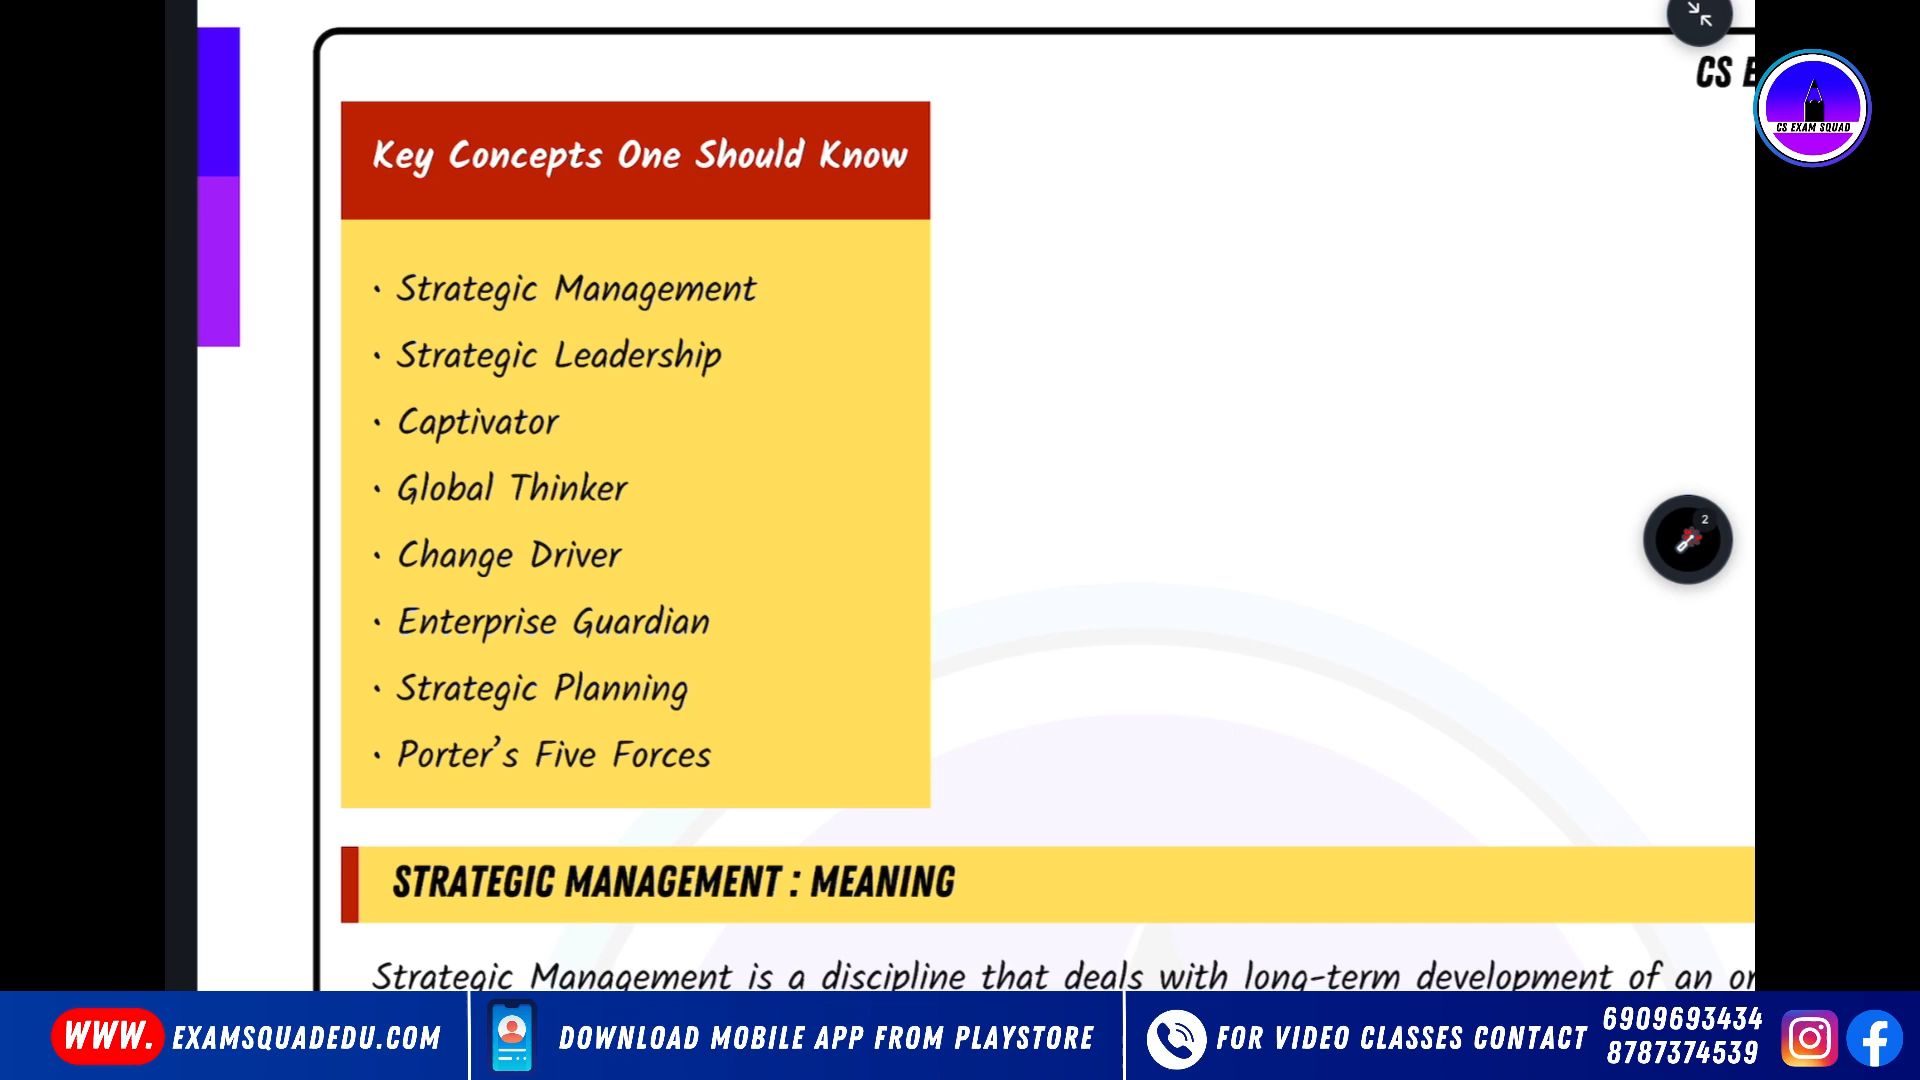 CS E
CS EXAM SQUAD
Key Concepts One Should Know
• Strategic Management
• Strategic Leadership
• Captivator
• Global Thinker
• Change Driver
• Enterprise Guardian
• Strategic Planning
• Porter's Five Forces
2
STRATEGIC MANAGEMENT : MEANING
Strategic Management is a discipline that deals with long-term development of an or
WWW. EXAMSQUADEDU.COM
DOWNLOAD MOBILE APP FROM PLAYSTORE
FOR VIDEO CLASSES CONTACT
6909693434
8787374539